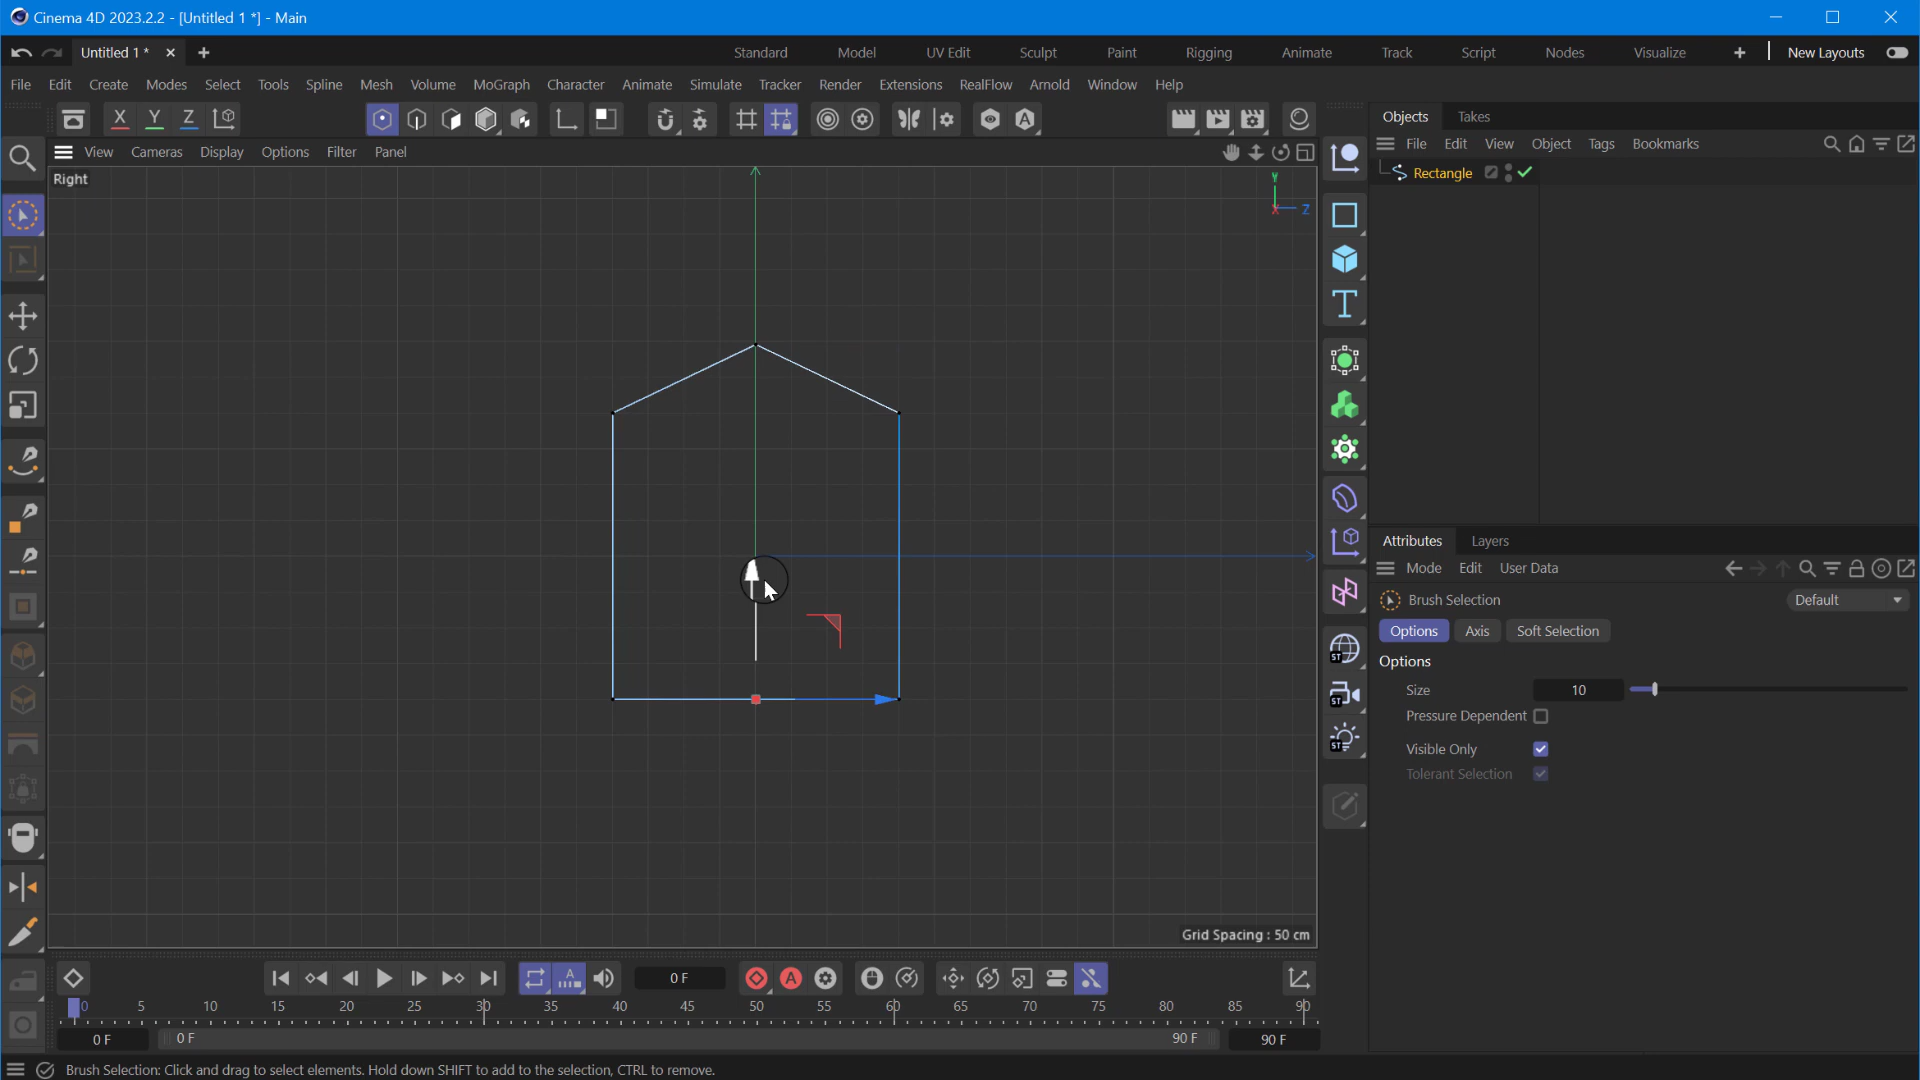 Cinema 4D 2023.2.2 - [Untitled 1 *] - Main
Untitled 1 *
Standard Model UV Edit Sculpt Paint Rigging Animate Track Script Nodes Visualize New Layouts
File Edit Create Modes Select Tools Spline Mesh Volume MoGraph Character Animate Simulate Tracker Render Extensions RealFlow Arnold Window Help
X Y Z
Objects Takes
File Edit View Object Tags Bookmarks
Rectangle
View Cameras Display Options Filter Panel
Right
Y
X Z
T
ST
ST
ST
Grid Spacing : 50 cm
Attributes Layers
Mode Edit User Data
Brush Selection Default
Options Axis Soft Selection
Options
Size 10
Pressure Dependent
Visible Only
Tolerant Selection
A 0 F A
0 5 10 15 20 25 30 35 40 45 50 55 60 65 70 75 80 85 90
0 F 0 F 90 F 90 F
Brush Selection: Click and drag to select elements. Hold down SHIFT to add to the selection, CTRL to remove.